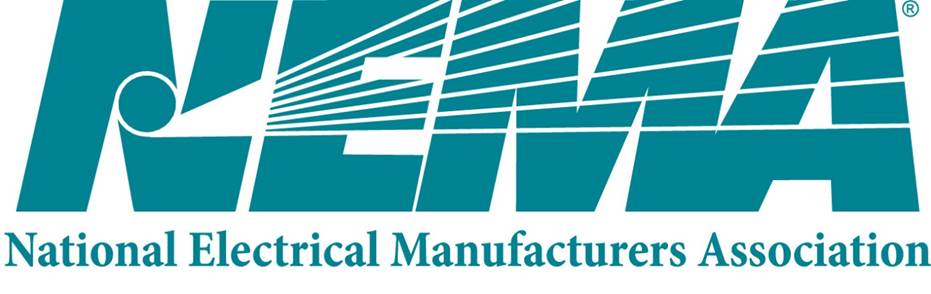 NEMA®
National Electrical Manufacturers Association